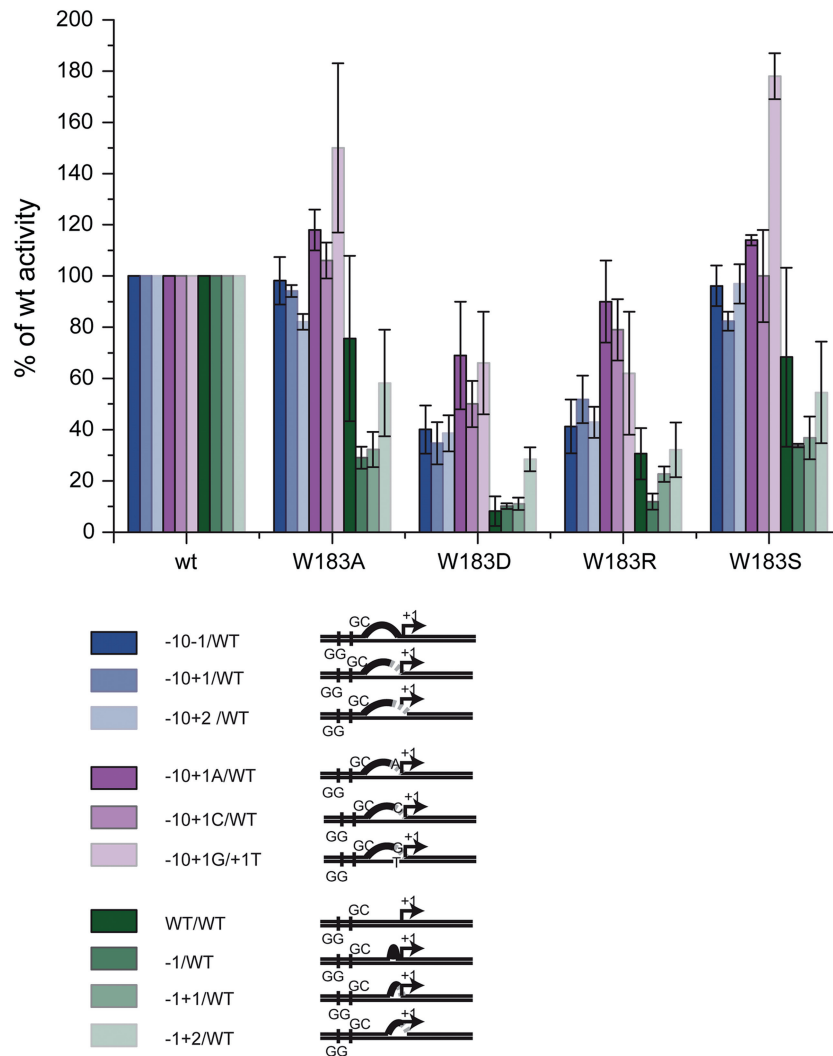 200
180
160
140
120
100
80
60
40
20
0
% of wt activity
wt W183A W183D W183R W183S
-10-1/WT GC +1 GG
-10+1/WT GC +1 GG
-10+2 /WT GC +1 GG
-10+1A/WT GC A +1 GG
-10+1C/WT GC C +1 GG
-10+1G/+1T GC G +1 T GG
WT/WT GC +1 GG
-1/WT GC +1 GG
-1+1/WT GC +1 GG
-1+2/WT GC +1 GG